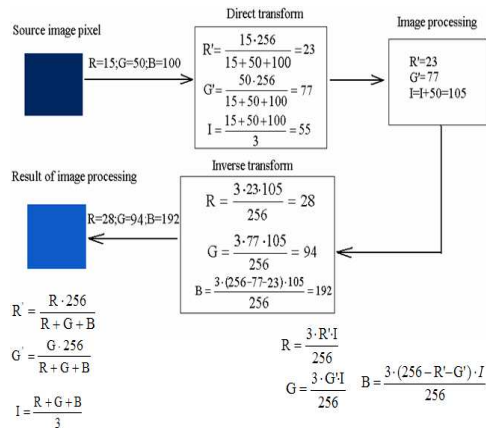 Direct transform
Image processing
Source image pixel
R=15;G=50;B=100
R'= 15·256 / 15+50+100 =23
G'= 50·256 / 15+50+100 = 77
I= 15+50+100 / 3 =55
R'=23
G'= 77
I=I+50=105
Inverse transform
Result of image processing
R=28;G=94;B=192
R = 3·23·105 / 256 = 28
G = 3·77·105 / 256 = 94
B= 3·(256-77-23)·105 / 256 =192
R' = R·256 / R+G+B
G' = G·256 / R+G+B
I = R+G+B / 3
R = 3·R'·I / 256
G = 3·G'·I / 256
B = 3·(256-R'-G')·I / 256